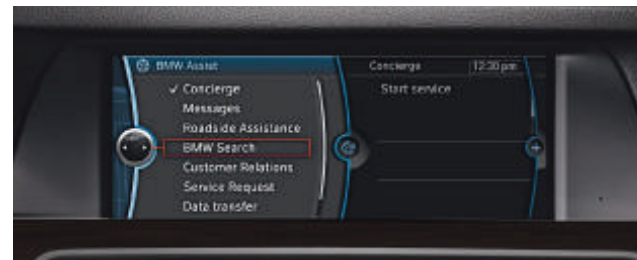 BMW Assist
✓ Concierge
Messages
Roadside Assistance
BMW Search
Customer Relations
Service Request
Data transfer
Concierge 12:30 pm
Start service